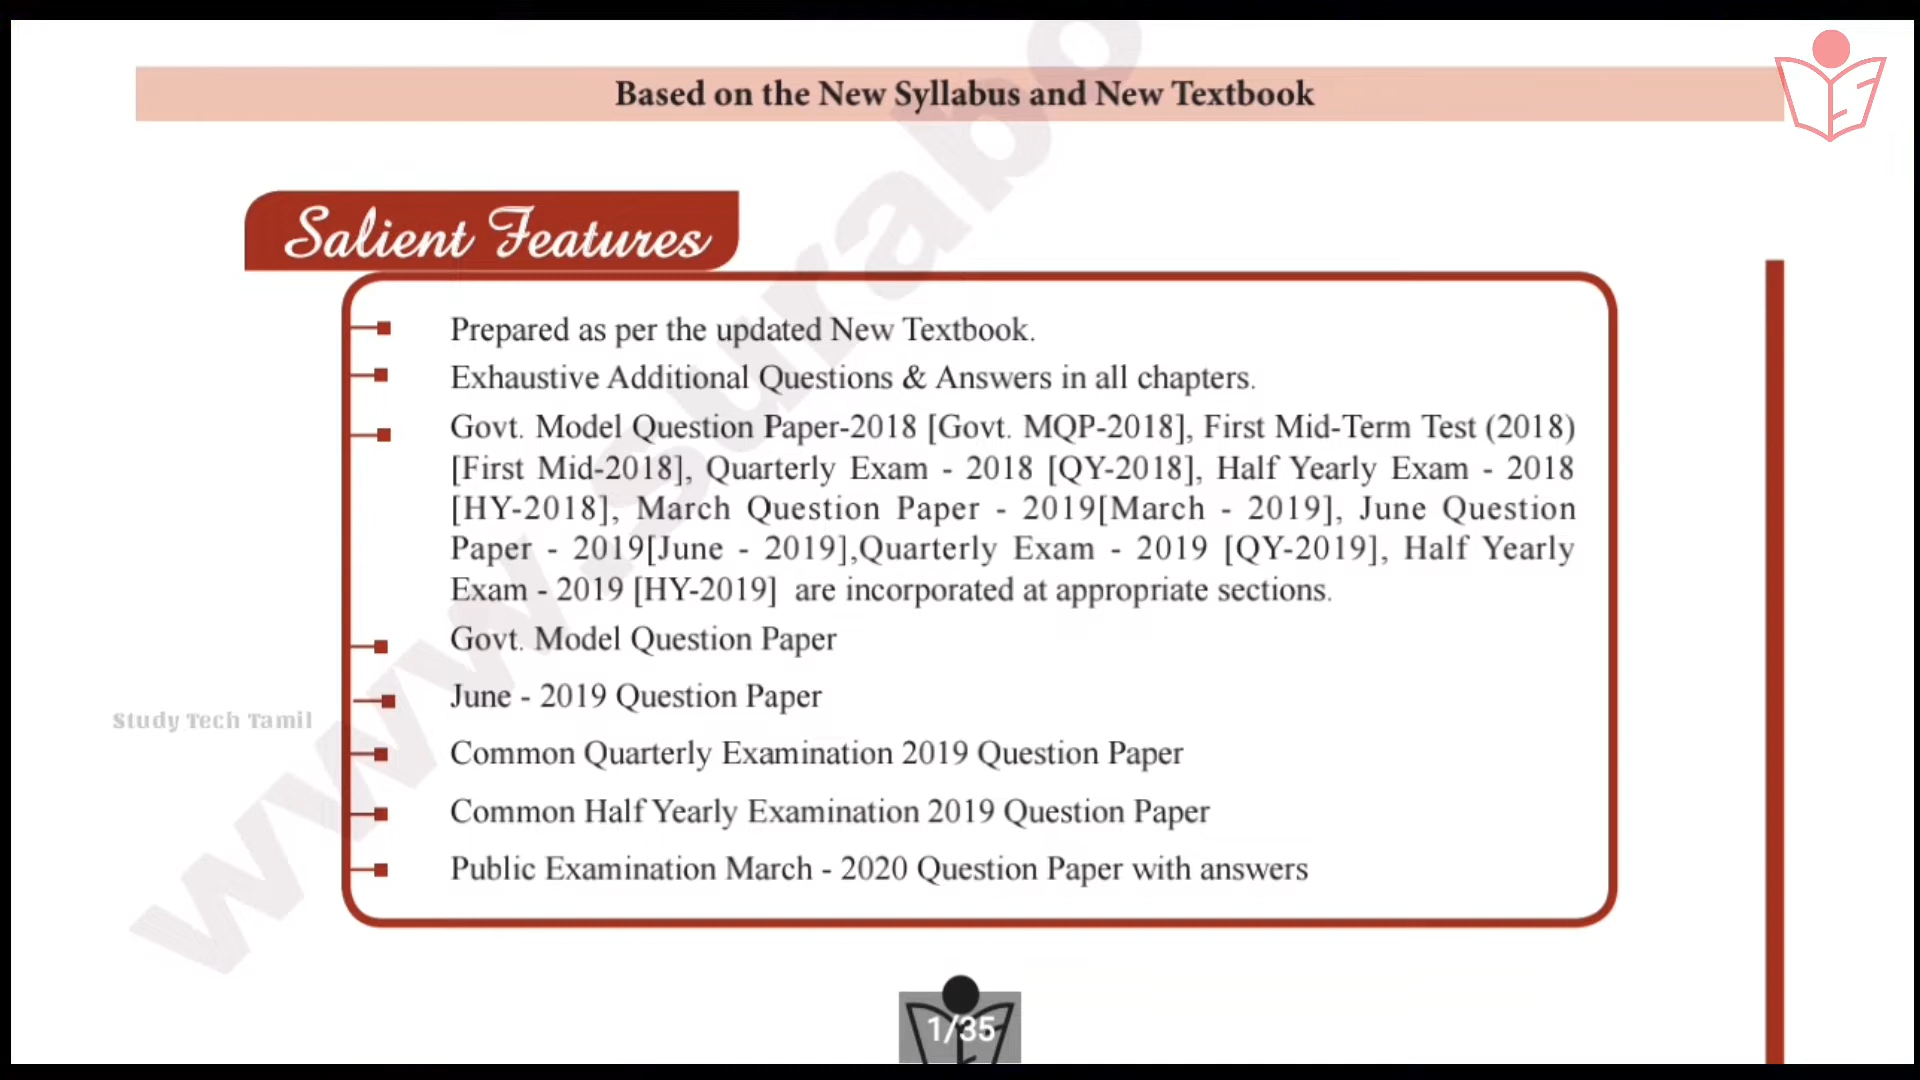 Based on the New Syllabus and New Textbook
Salient Features
Prepared as per the updated New Textbook.
Exhaustive Additional Questions & Answers in all chapters.
Govt. Model Question Paper-2018 [Govt. MQP-2018], First Mid-Term Test (2018)
[First Mid-2018], Quarterly Exam - 2018 [QY-2018], Half Yearly Exam - 2018
[HY-2018], March Question Paper - 2019[March - 2019], June Question
Paper - 2019[June - 2019],Quarterly Exam - 2019 [QY-2019], Half Yearly
Exam - 2019 [HY-2019] are incorporated at appropriate sections.
Govt. Model Question Paper
June - 2019 Question Paper
Study Tech Tamil
Common Quarterly Examination 2019 Question Paper
Common Half Yearly Examination 2019 Question Paper
Public Examination March - 2020 Question Paper with answers
www.surabo
1/35